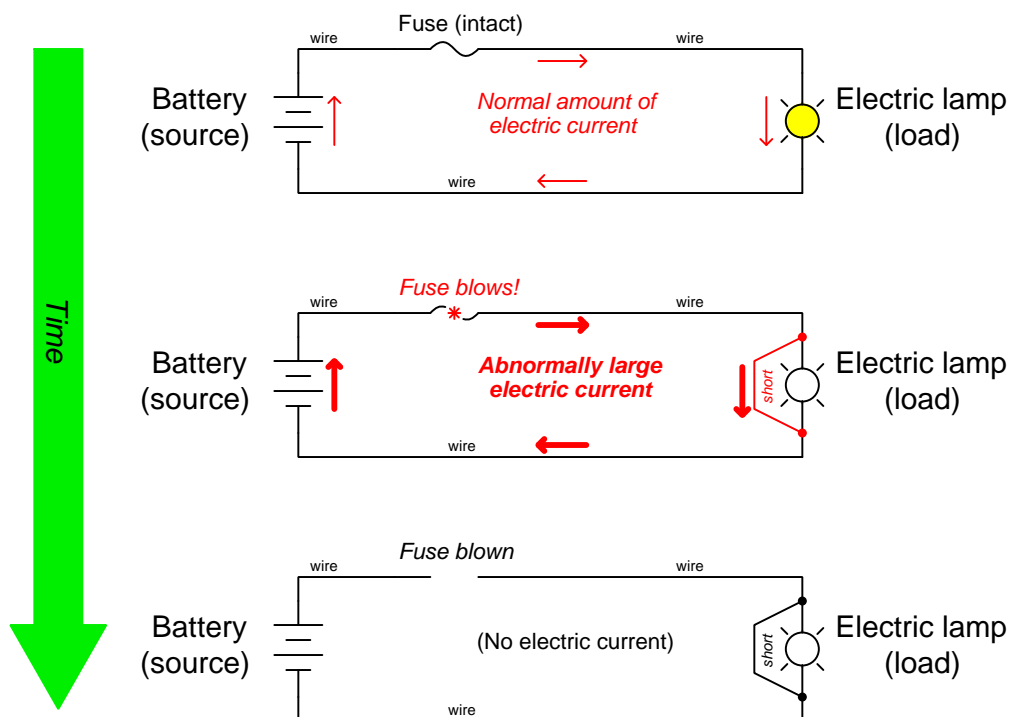 Fuse (intact)
wire
wire
Battery
(source)
Normal amount of
electric current
Electric lamp
(load)
wire
Time
Fuse blows!
wire
wire
Battery
(source)
Abnormally large
electric current
short
Electric lamp
(load)
wire
Fuse blown
wire
wire
Battery
(source)
(No electric current)
short
Electric lamp
(load)
wire